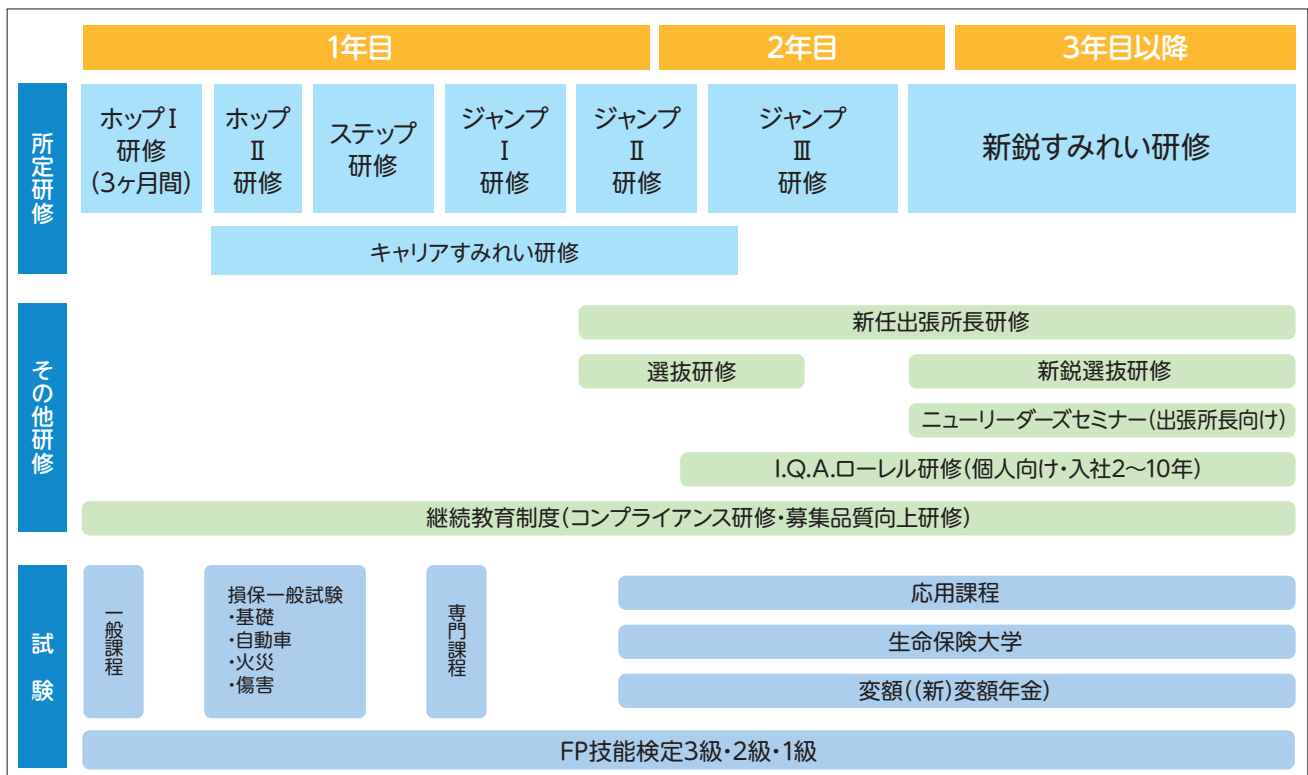 1年目
2年目
3年目以降
所定研修
ホップⅠ
研修
(3ヶ月間)
ホップ
Ⅱ
研修
ステップ
研修
ジャンプ
Ⅰ
研修
ジャンプ
Ⅱ
研修
ジャンプ
Ⅲ
研修
新鋭すみれい研修
キャリアすみれい研修
その他研修
新任出張所長研修
選抜研修
新鋭選抜研修
ニューリーダーズセミナー(出張所長向け)
I.Q.A.ローレル研修(個人向け・入社2〜10年)
継続教育制度(コンプライアンス研修・募集品質向上研修)
試験
一般課程
損保一般試験
・基礎
・自動車
・火災
・傷害
専門課程
応用課程
生命保険大学
変額((新)変額年金)
FP技能検定3級・2級・1級